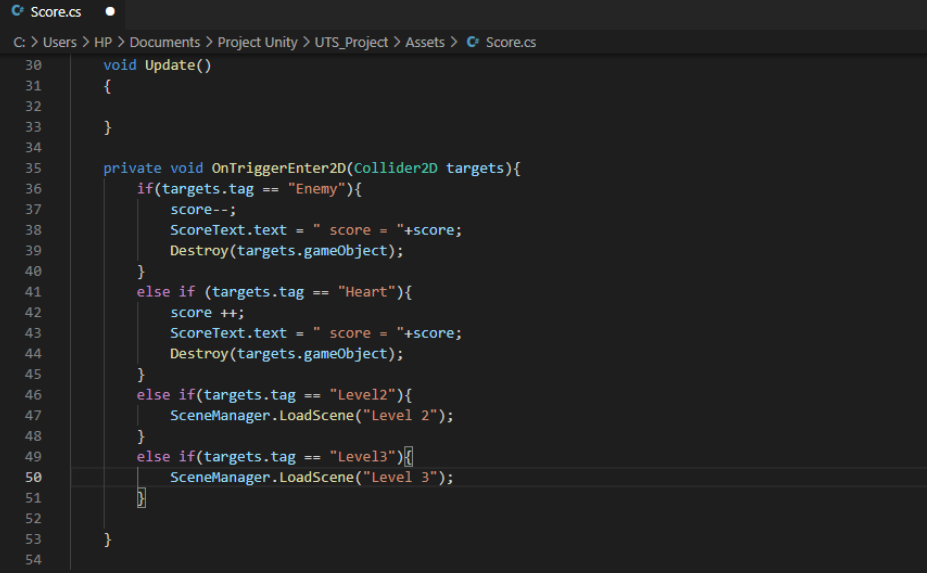 C# Score.cs ●
C: > Users > HP > Documents > Project Unity > UTS_Project > Assets > C# Score.cs
30 void Update()
31 {
32
33 }
34
35 private void OnTriggerEnter2D(Collider2D targets){
36 if(targets.tag == "Enemy"){
37 score--;
38 ScoreText.text = " score = "+score;
39 Destroy(targets.gameObject);
40 }
41 else if (targets.tag == "Heart"){
42 score ++;
43 ScoreText.text = " score = "+score;
44 Destroy(targets.gameObject);
45 }
46 else if(targets.tag == "Level2"){
47 SceneManager.LoadScene("Level 2");
48 }
49 else if(targets.tag == "Level3"){
50 SceneManager.LoadScene("Level 3");
51 }
52
53 }
54